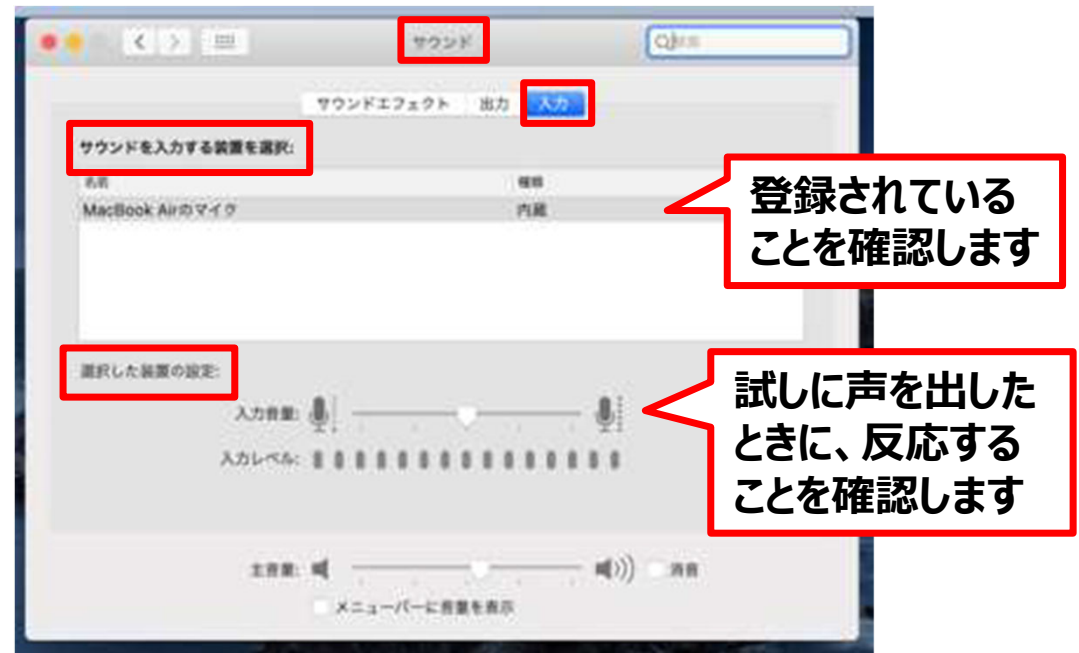 サウンド
検索
サウンドエフェクト 出力 入力
サウンドを入力する装置を選択:
名前 種類
MacBook Airのマイク 内蔵
登録されている
ことを確認します
選択した装置の設定:
入力音量:
入力レベル:
試しに声を出した
ときに、反応する
ことを確認します
主音量: 消音
メニューバーに音量を表示